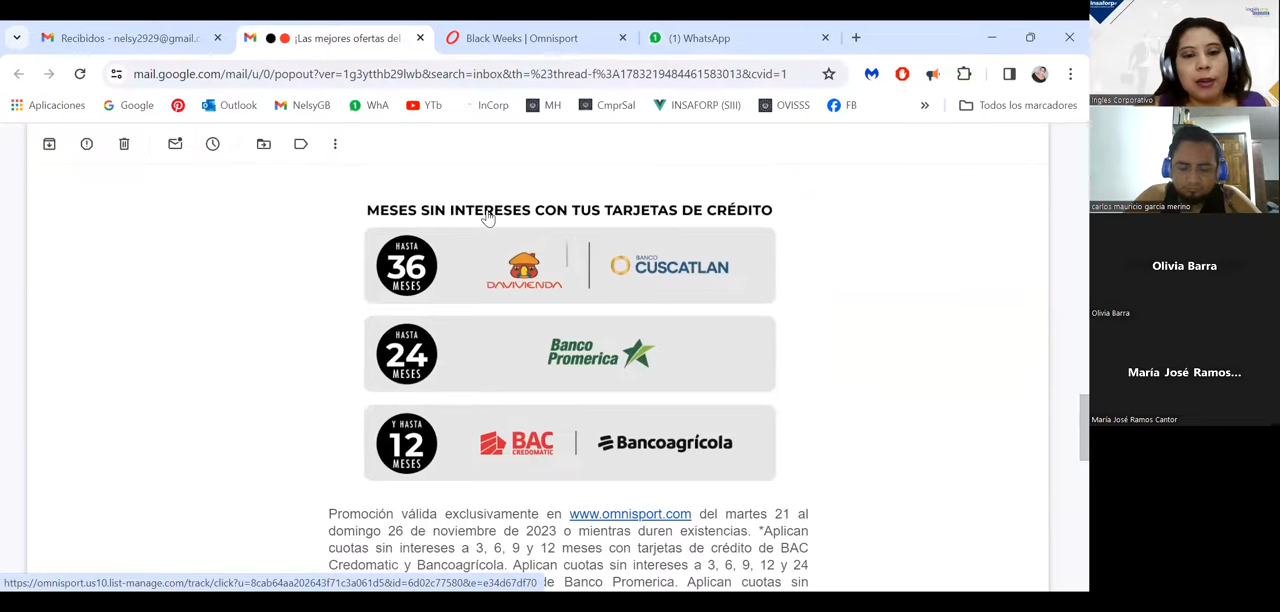 Recibidos - nelsy2929@gmail.c
¡Las mejores ofertas del
Black Weeks | Omnisport
(1) WhatsApp
mail.google.com/mail/u/0/popout?ver=1g3ytthb29lwb&search=inbox&th=%23thread-f%3A1783219484461583013&cvid=1
Aplicaciones
Google
Outlook
NelsyGB
WhA
YTB
InCorp
MH
CmprSal
INSAFORP (SIII)
OVISSS
FB
»
Todos los marcadores
MESES SIN INTERESES CON TUS TARJETAS DE CRÉDITO
HASTA
36
MESES
DAVIVIENDA
BANCO
CUSCATLAN
HASTA
24
MESES
Banco
Promerica
Y HASTA
12
MESES
BAC
CREDOMATIC
Bancoagrícola
Promoción válida exclusivamente en www.omnisport.com del martes 21 al
domingo 26 de noviembre de 2023 o mientras duren existencias. *Aplican
cuotas sin intereses a 3, 6, 9 y 12 meses con tarjetas de crédito de BAC
Credomatic y Bancoagrícola. Aplican cuotas sin intereses a 3, 6, 9, 12 y 24
de Banco Promerica. Aplican cuotas sin
https://omnisport.us10.list-manage.com/track/click?u=8cab64aa202643f71c3a061d5&id=6d02c77580&e=e34d67df70
Insaforp
Ingles Corporativo
carlos mauricio garcia merino
Olivia Barra
Olivia Barra
María José Ramos...
María José Ramos Cantor